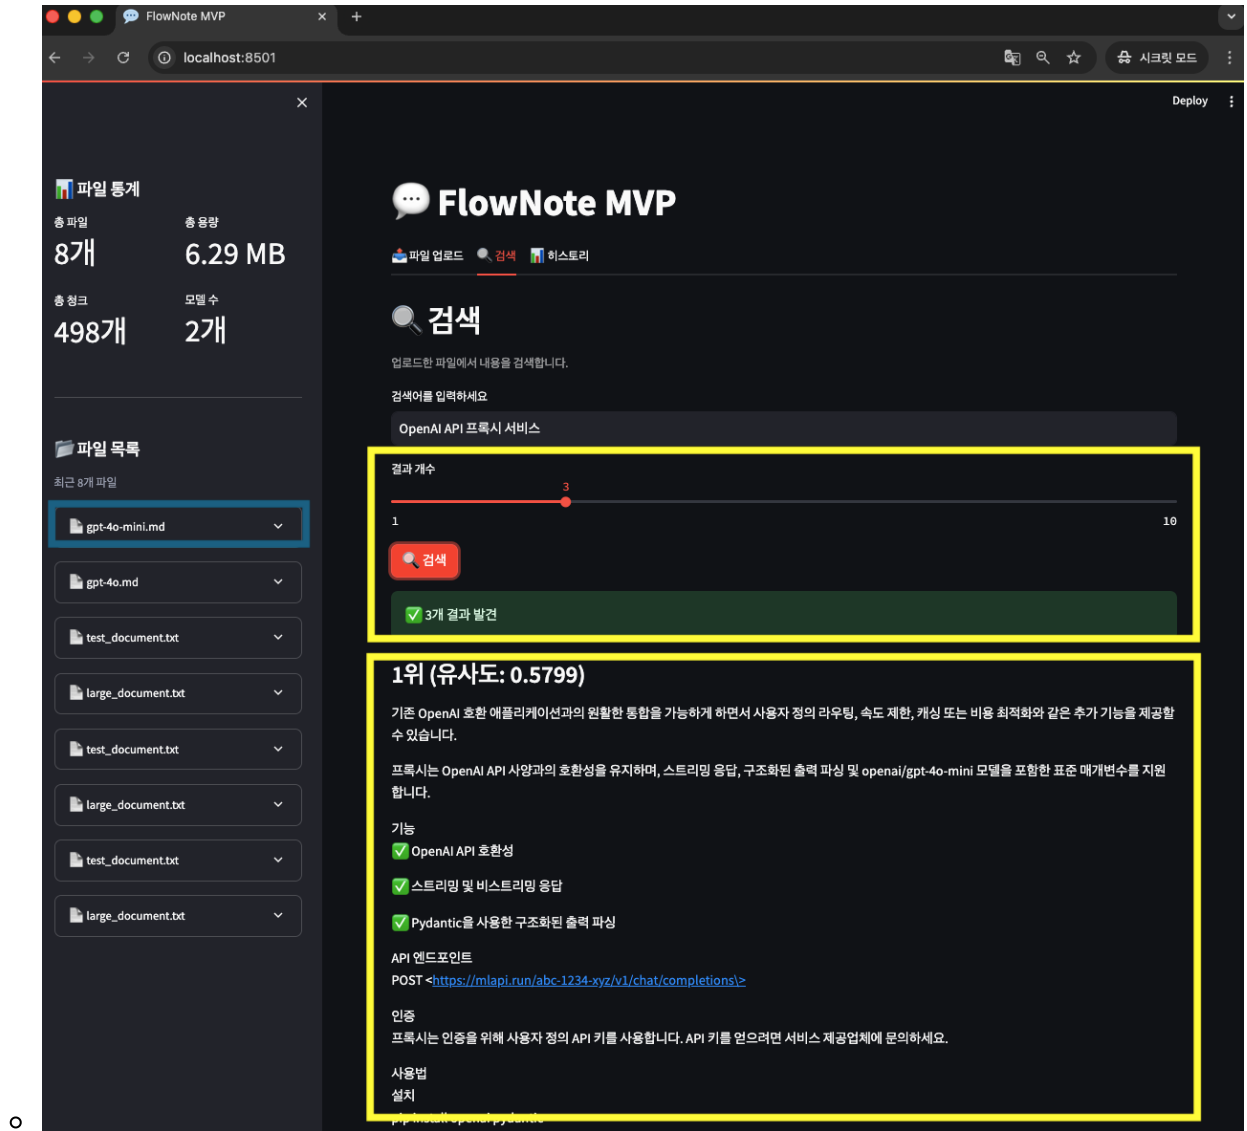 FlowNote MVP
localhost:8501
시크릿 모드
Deploy
파일 통계
총 파일
총 용량
8개
6.29 MB
총 청크
모델 수
498개
2개
파일 목록
최근 8개 파일
gpt-4o-mini.md
gpt-4o.md
test_document.txt
large_document.txt
test_document.txt
large_document.txt
test_document.txt
large_document.txt
FlowNote MVP
파일 업로드
검색
히스토리
검색
업로드한 파일에서 내용을 검색합니다.
검색어를 입력하세요
OpenAI API 프록시 서비스
결과 개수
3
1
10
검색
3개 결과 발견
1위 (유사도: 0.5799)
기존 OpenAI 호환 애플리케이션과의 원활한 통합을 가능하게 하면서 사용자 정의 라우팅, 속도 제한, 캐싱 또는 비용 최적화와 같은 추가 기능을 제공할
수 있습니다.
프록시는 OpenAI API 사양과의 호환성을 유지하며, 스트리밍 응답, 구조화된 출력 파싱 및 openai/gpt-4o-mini 모델을 포함한 표준 매개변수를 지원
합니다.
기능
✅ OpenAI API 호환성
✅ 스트리밍 및 비스트리밍 응답
✅ Pydantic을 사용한 구조화된 출력 파싱
API 엔드포인트
POST <https://mlapi.run/abc-1234-xyz/v1/chat/completions\>
인증
프록시는 인증을 위해 사용자 정의 API 키를 사용합니다. API 키를 얻으려면 서비스 제공업체에 문의하세요.
사용법
설치
pip install openai pydantic